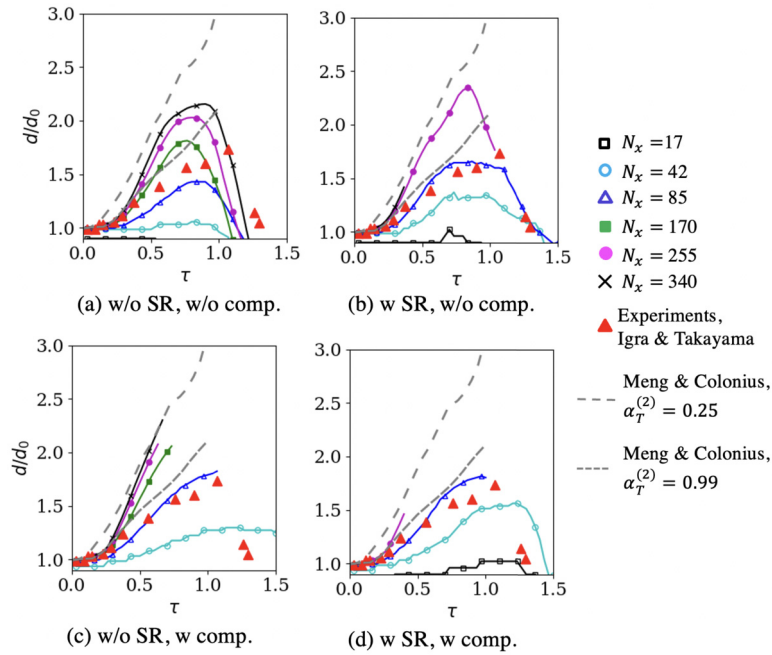 3.0
2.5
2.0
1.5
1.0
d/d₀
0.0 0.5 1.0 1.5
τ
(a) w/o SR, w/o comp.
3.0
2.5
2.0
1.5
1.0
0.0 0.5 1.0 1.5
τ
(b) w SR, w/o comp.
3.0
2.5
2.0
1.5
1.0
d/d₀
0.0 0.5 1.0 1.5
τ
(c) w/o SR, w comp.
3.0
2.5
2.0
1.5
1.0
0.0 0.5 1.0 1.5
τ
(d) w SR, w comp.
Nₓ = 17
Nₓ = 42
Nₓ = 85
Nₓ = 170
Nₓ = 255
Nₓ = 340
Experiments,
Igra & Takayama
Meng & Colonius,
α_T^(2) = 0.25
Meng & Colonius,
α_T^(2) = 0.99